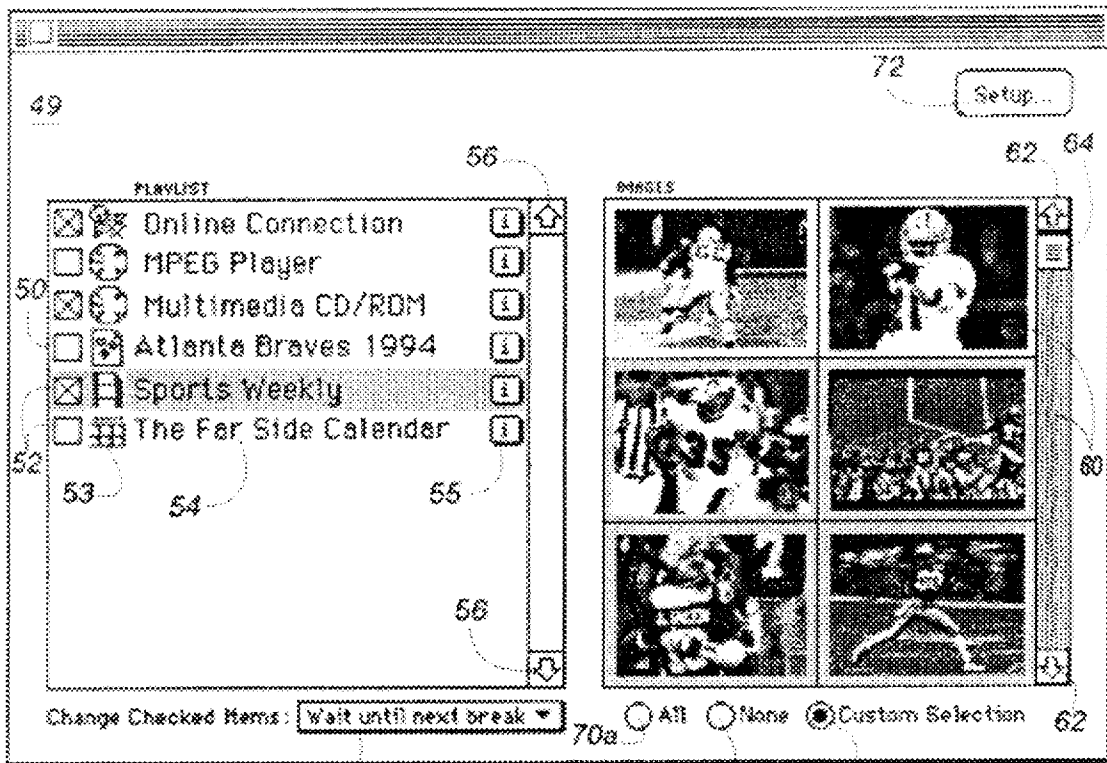 72
Setup...
49
56
62
64
PLAYLIST
IMAGES
Online Connection i
MPEG Player i
50
Multimedia CD/ROM i
Atlanta Braves 1994 i
Sports Weekly i
The Far Side Calendar i
52
53
54
55
60
56
Change Checked Items: Wait until next break
70a
All
None
Custom Selection
62